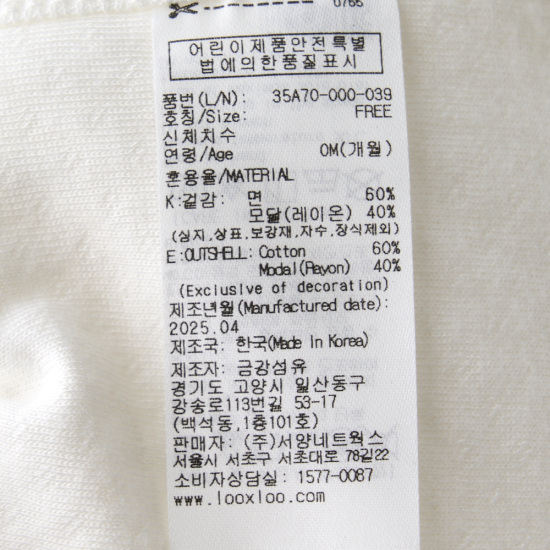 0766
어린이제품안전특별
법에의한품질표시
품번(L/N): 35A70-000-039
호칭/Size: FREE
신체치수
연령/Age 0M(개월)
혼용율/MATERIAL
K:겉감: 면 60%
모달(레이온) 40%
(심지,상표,보강재,자수,장식제외)
E:OUTSHELL: Cotton 60%
Modal(Rayon) 40%
(Exclusive of decoration)
제조년월(Manufactured date):
2025.04
제조국: 한국(Made in Korea)
제조자: 금강섬유
경기도 고양시 일산동구
강송로113번길 53-17
(백석동,1층101호)
판매자: (주)서양네트웍스
서울시 서초구 서초대로 78길22
소비자상담실: 1577-0087
www.looxloo.com